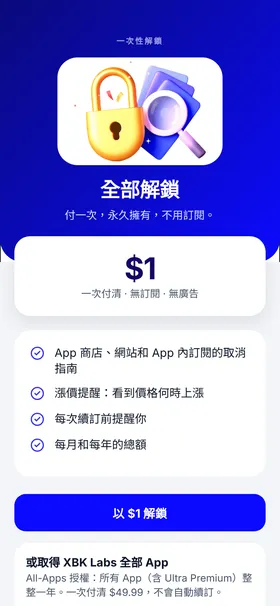 一次性解鎖
全部解鎖
付一次，永久擁有，不用訂閱。
$1
一次付清 · 無訂閱 · 無廣告
App 商店、網站和 App 內訂閱的取消
指南
漲價提醒：看到價格何時上漲
每次續訂前提醒你
每月和每年的總額
以 $1 解鎖
或取得 XBK Labs 全部 App
All-Apps 授權：所有 App（含 Ultra Premium）整
整一年。一次付清 $49.99，不會自動續訂。